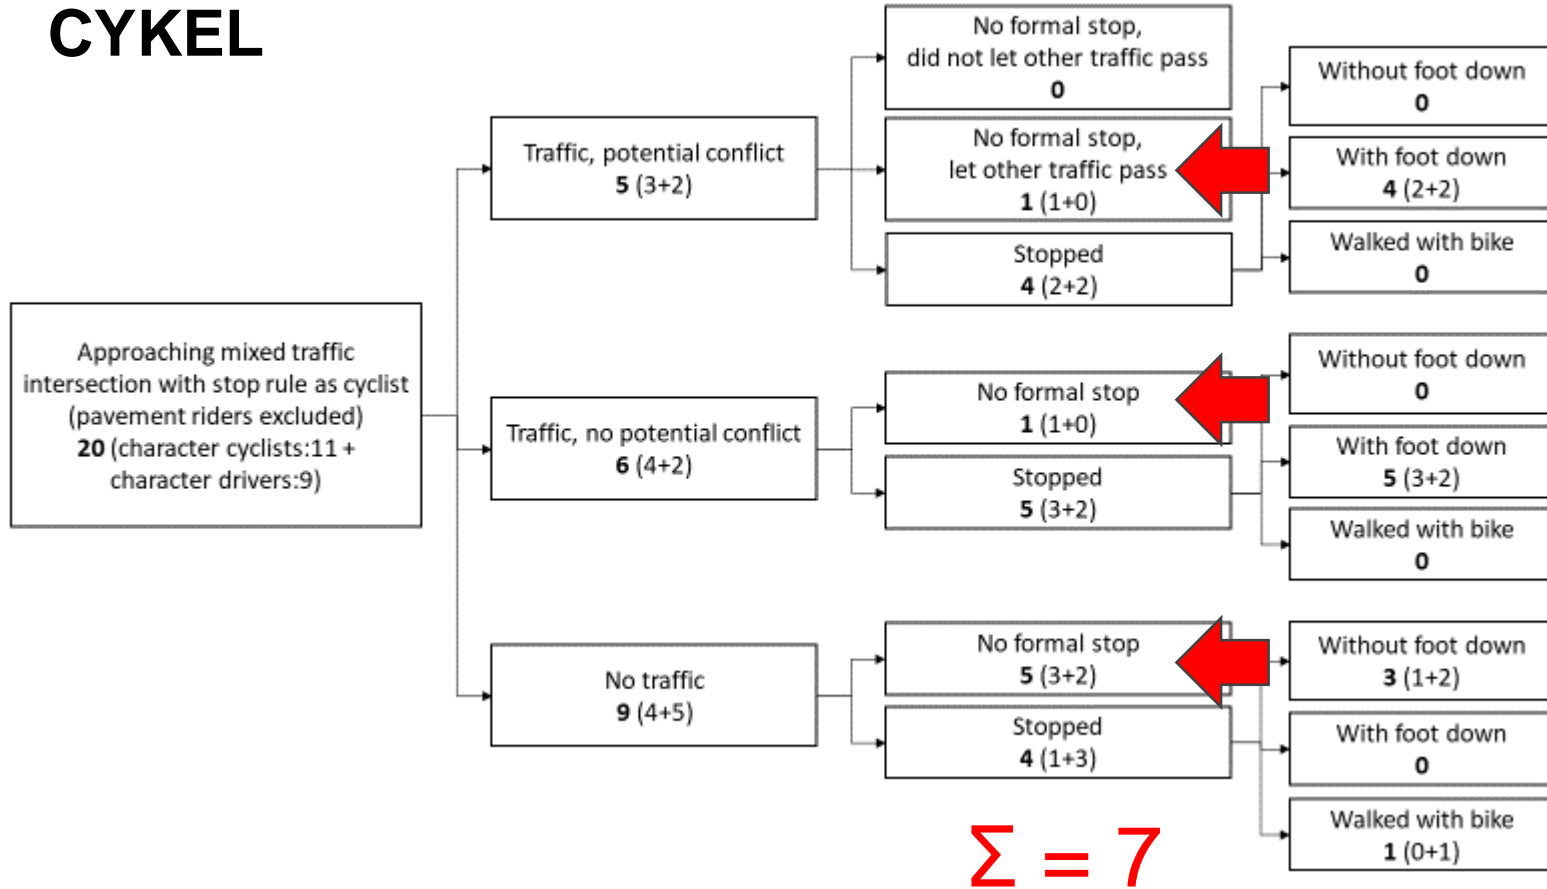 CYKEL
Approaching mixed traffic
intersection with stop rule as cyclist
(pavement riders excluded)
20 (character cyclists:11 +
character drivers:9)
Traffic, potential conflict
5 (3+2)
No formal stop,
did not let other traffic pass
0
No formal stop,
let other traffic pass
1 (1+0)
Stopped
4 (2+2)
Without foot down
0
With foot down
4 (2+2)
Walked with bike
0
Traffic, no potential conflict
6 (4+2)
No formal stop
1 (1+0)
Stopped
5 (3+2)
Without foot down
0
With foot down
5 (3+2)
Walked with bike
0
No traffic
9 (4+5)
No formal stop
5 (3+2)
Stopped
4 (1+3)
Without foot down
3 (1+2)
With foot down
0
Walked with bike
1 (0+1)
Σ = 7